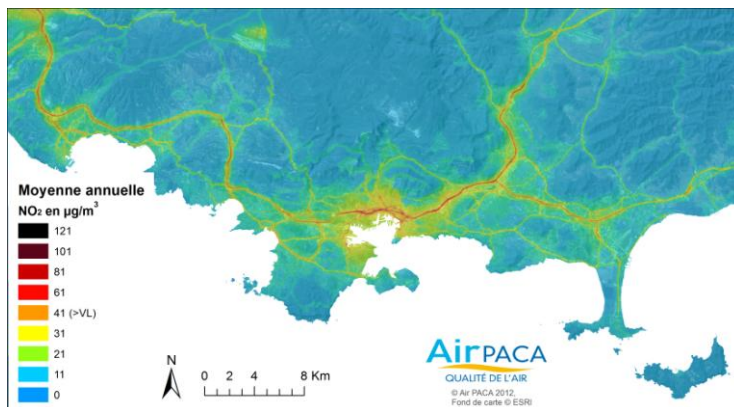 Moyenne annuelle
NO₂ en µg/m³
121
101
81
61
41 (>VL)
31
21
11
0
N
0 2 4 8 Km
AirPACA
QUALITÉ DE L'AIR
© Air PACA 2012,
Fond de carte © ESRI